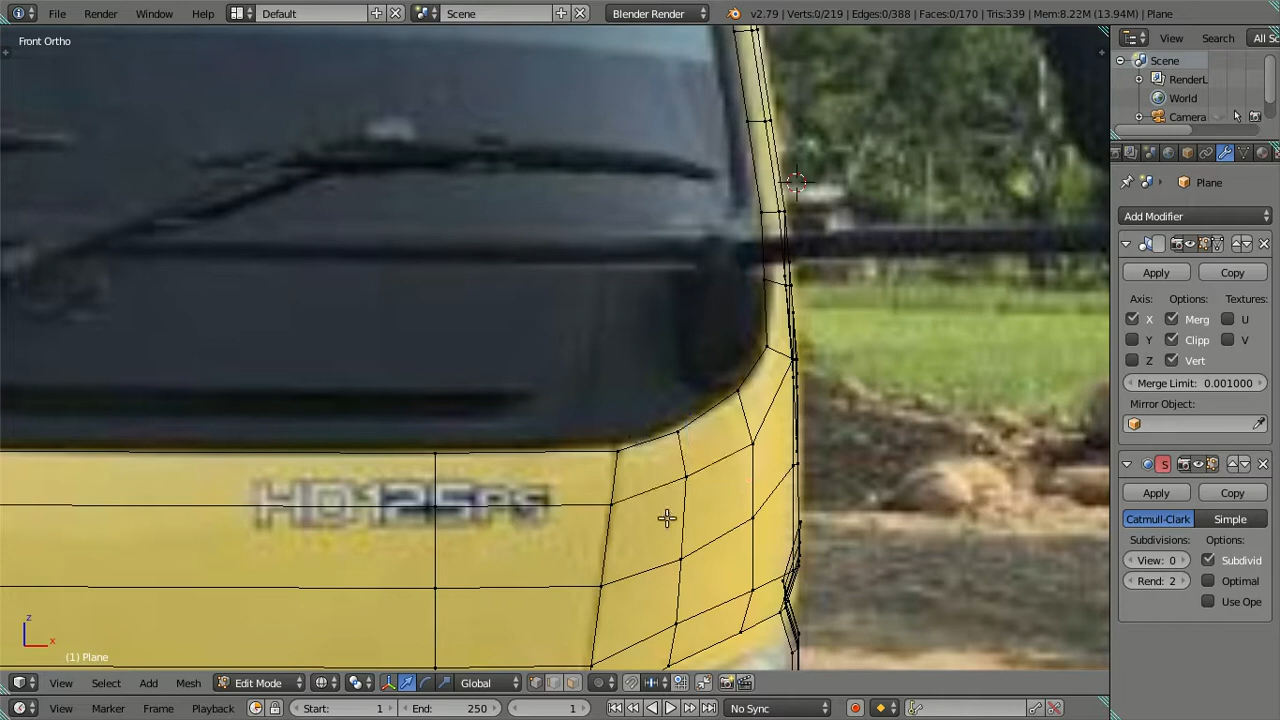 File Render Window Help Default Scene Blender Render v2.79 | Verts:0/219 | Edges:0/388 | Faces:0/170 | Tris:339 | Mem:8.22M (13.94M) | Plane
Front Ortho
View Search All Sc
Scene
RenderL
World
Camera
Plane
Add Modifier
Apply Copy
Axis: Options: Textures:
X Merg U
Y Clipp V
Z Vert
Merge Limit: 0.001000
Mirror Object:
S
Apply Copy
Catmull-Clark Simple
Subdivisions: Options:
View: 0 Subdivid
Rend: 2 Optimal
Use Ope
HD125PS
z
x
(1) Plane
View Select Add Mesh Edit Mode Global
View Marker Frame Playback Start: 1 End: 250 1 No Sync